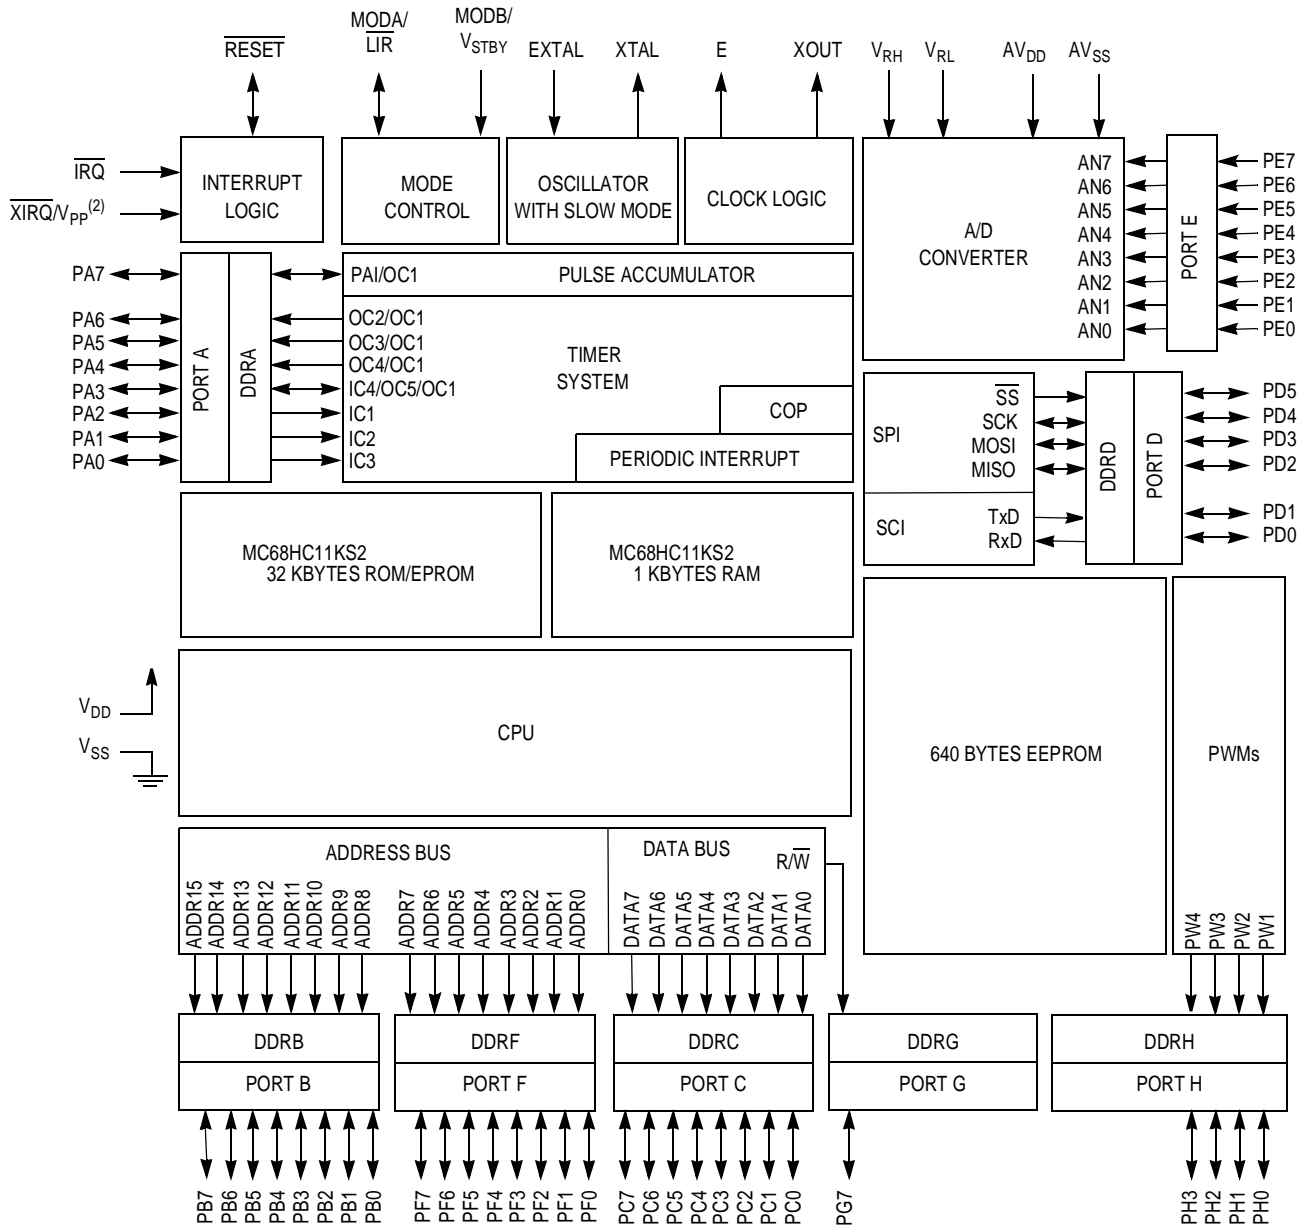 RESET
MODA/
LIR
MODB/
VSTBY
EXTAL
XTAL
E
XOUT
VRH
VRL
AVDD
AVSS
IRQ
XIRQ/VPP(2)
INTERRUPT
LOGIC
MODE
CONTROL
OSCILLATOR
WITH SLOW MODE
CLOCK LOGIC
A/D
CONVERTER
AN7
AN6
AN5
AN4
AN3
AN2
AN1
AN0
PORT E
PE7
PE6
PE5
PE4
PE3
PE2
PE1
PE0
PA7
PA6
PA5
PA4
PA3
PA2
PA1
PA0
PORT A
DDRA
PAI/OC1
PULSE ACCUMULATOR
OC2/OC1
OC3/OC1
OC4/OC1
IC4/OC5/OC1
IC1
IC2
IC3
TIMER
SYSTEM
COP
PERIODIC INTERRUPT
SPI
SS
SCK
MOSI
MISO
SCI
TxD
RxD
DDRD
PORT D
PD5
PD4
PD3
PD2
PD1
PD0
MC68HC11KS2
32 KBYTES ROM/EPROM
MC68HC11KS2
1 KBYTES RAM
VDD
VSS
CPU
640 BYTES EEPROM
PWMs
PW4
PW3
PW2
PW1
ADDRESS BUS
DATA BUS
R/W
ADDR15
ADDR14
ADDR13
ADDR12
ADDR11
ADDR10
ADDR9
ADDR8
ADDR7
ADDR6
ADDR5
ADDR4
ADDR3
ADDR2
ADDR1
ADDR0
DATA7
DATA6
DATA5
DATA4
DATA3
DATA2
DATA1
DATA0
DDRB
PORT B
DDRF
PORT F
DDRC
PORT C
DDRG
PORT G
DDRH
PORT H
PB7
PB6
PB5
PB4
PB3
PB2
PB1
PB0
PF7
PF6
PF5
PF4
PF3
PF2
PF1
PF0
PC7
PC6
PC5
PC4
PC3
PC2
PC1
PC0
PG7
PH3
PH2
PH1
PH0